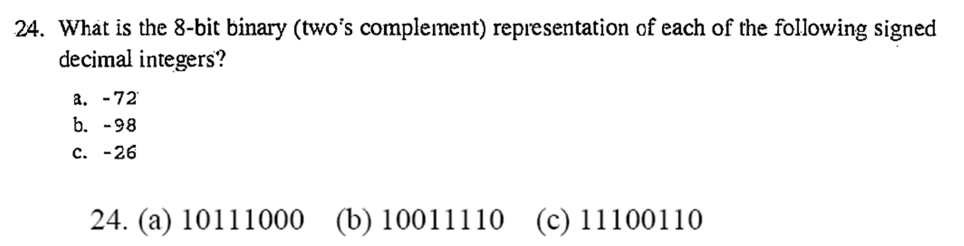 24. What is the 8-bit binary (two's complement) representation of each of the following signed
decimal integers?
a. -72
b. -98
c. -26
24. (a) 10111000 (b) 10011110 (c) 11100110